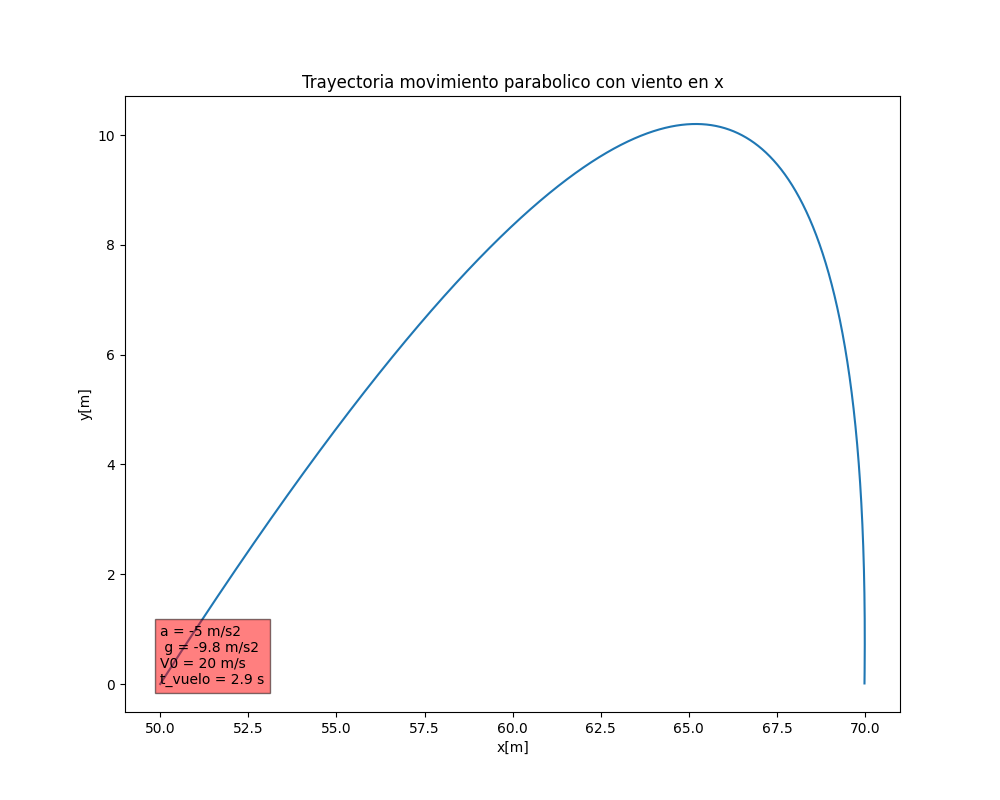 Trayectoria movimiento parabolico con viento en x
10
8
6
4
2
0
y[m]
a = -5 m/s2
g = -9.8 m/s2
V0 = 20 m/s
t_vuelo = 2.9 s
50.0 52.5 55.0 57.5 60.0 62.5 65.0 67.5 70.0
x[m]